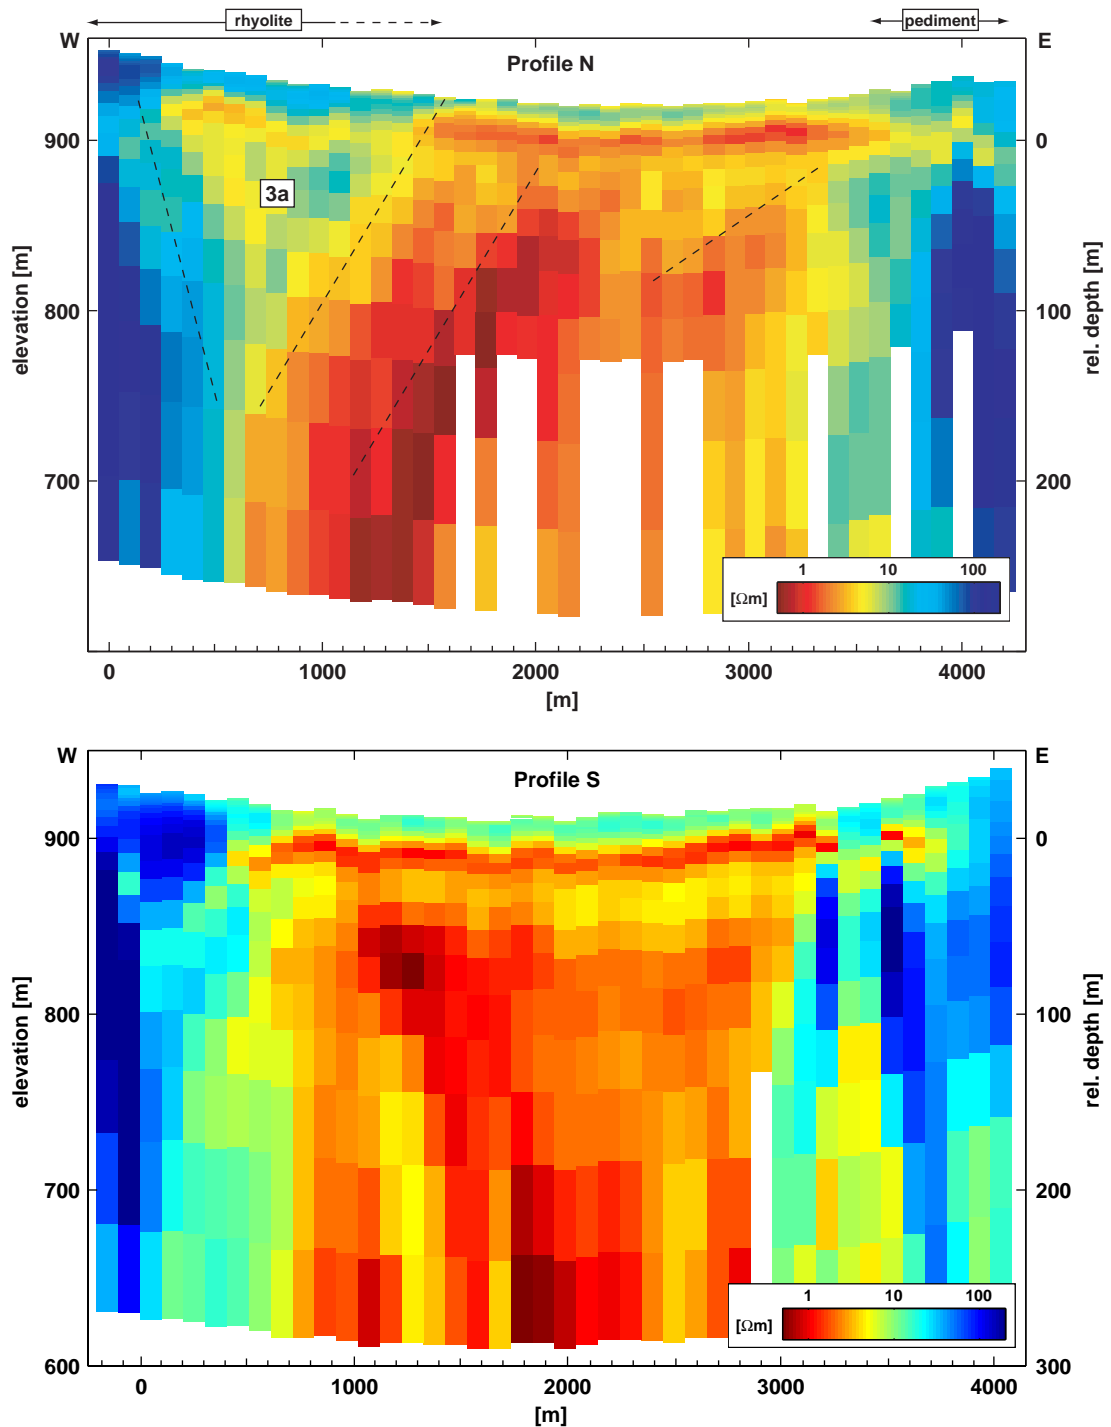 rhyolite
pediment
W
Profile N
E
900
0
3a
elevation [m]
rel. depth [m]
800
100
700
200
1 10 100
[Ωm]
0 1000 2000 3000 4000
[m]
W
Profile S
E
900
0
elevation [m]
rel. depth [m]
800
100
700
200
1 10 100
[Ωm]
600
300
0 1000 2000 3000 4000
[m]